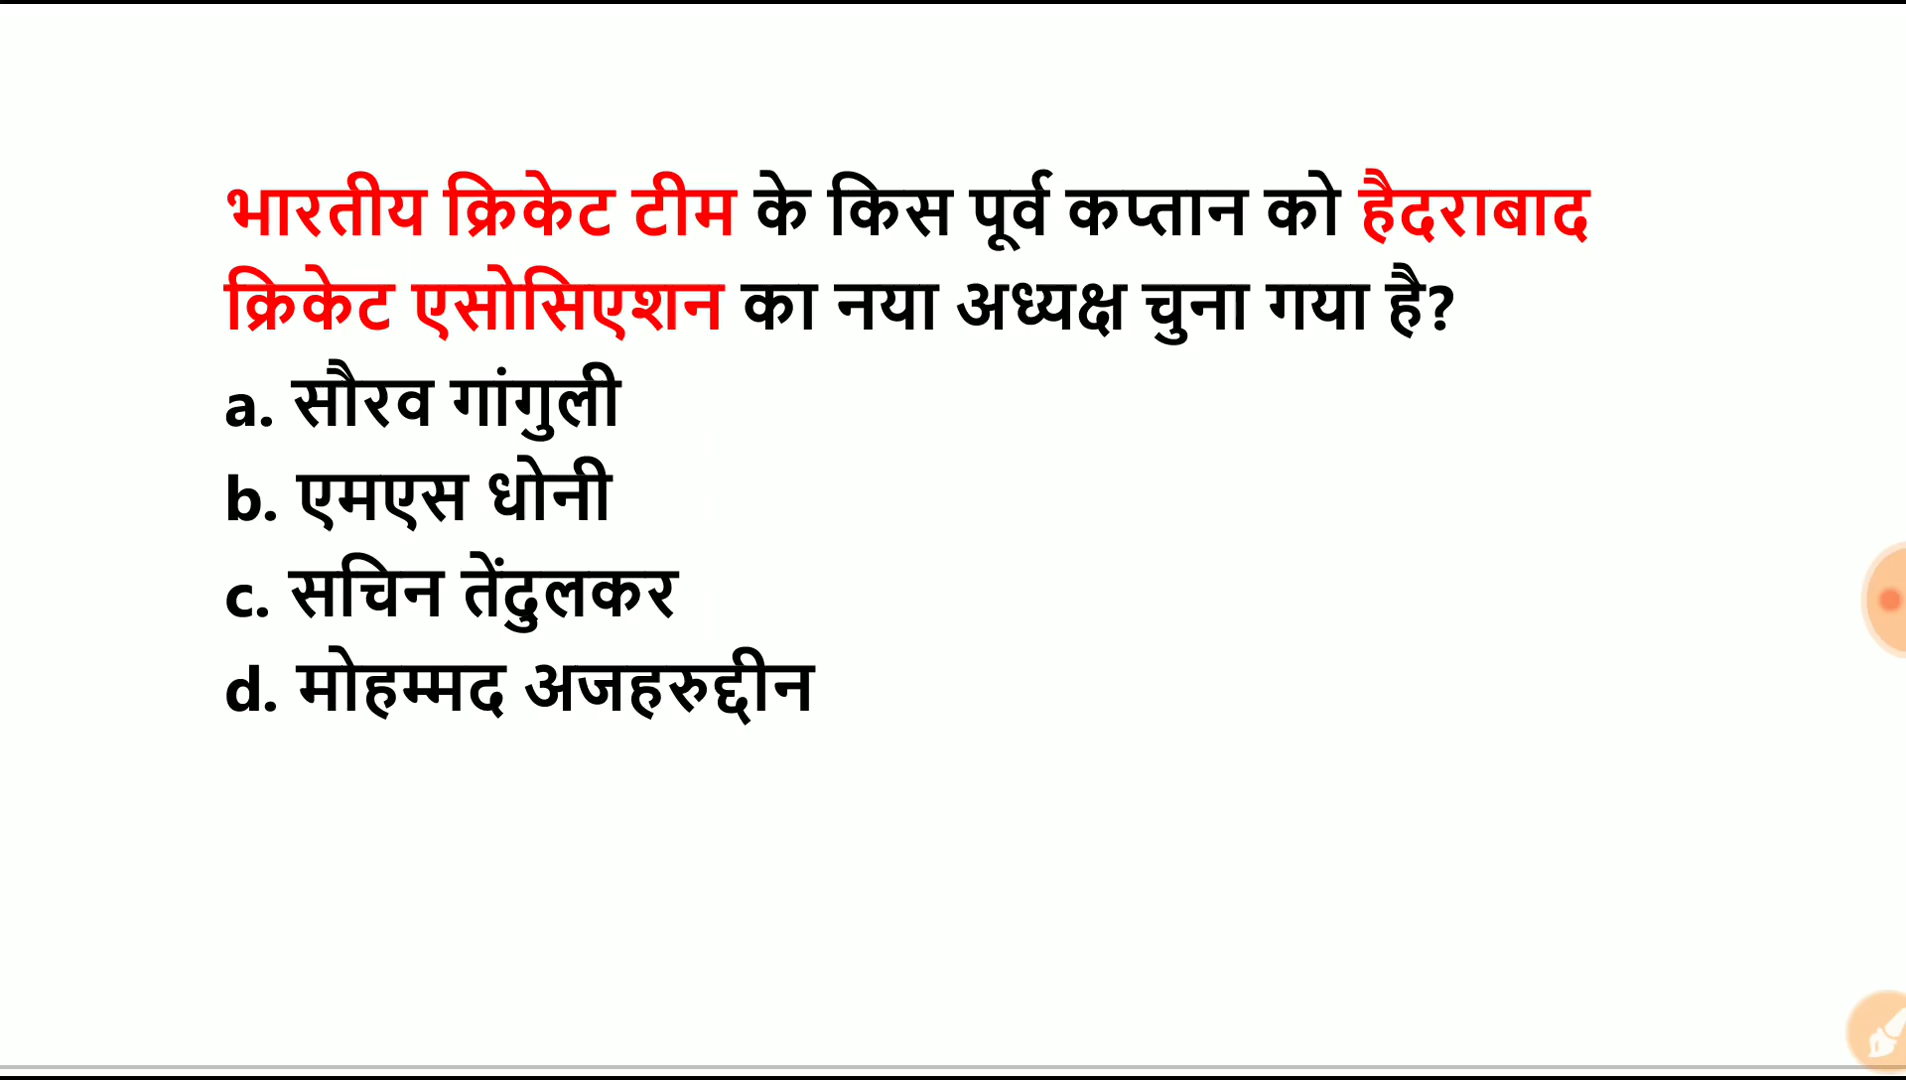 भारतीय क्रिकेट टीम के किस पूर्व कप्तान को हैदराबाद
क्रिकेट एसोसिएशन का नया अध्यक्ष चुना गया है?
a. सौरव गांगुली
b. एमएस धोनी
c. सचिन तेंदुलकर
d. मोहम्मद अजहरुद्दीन